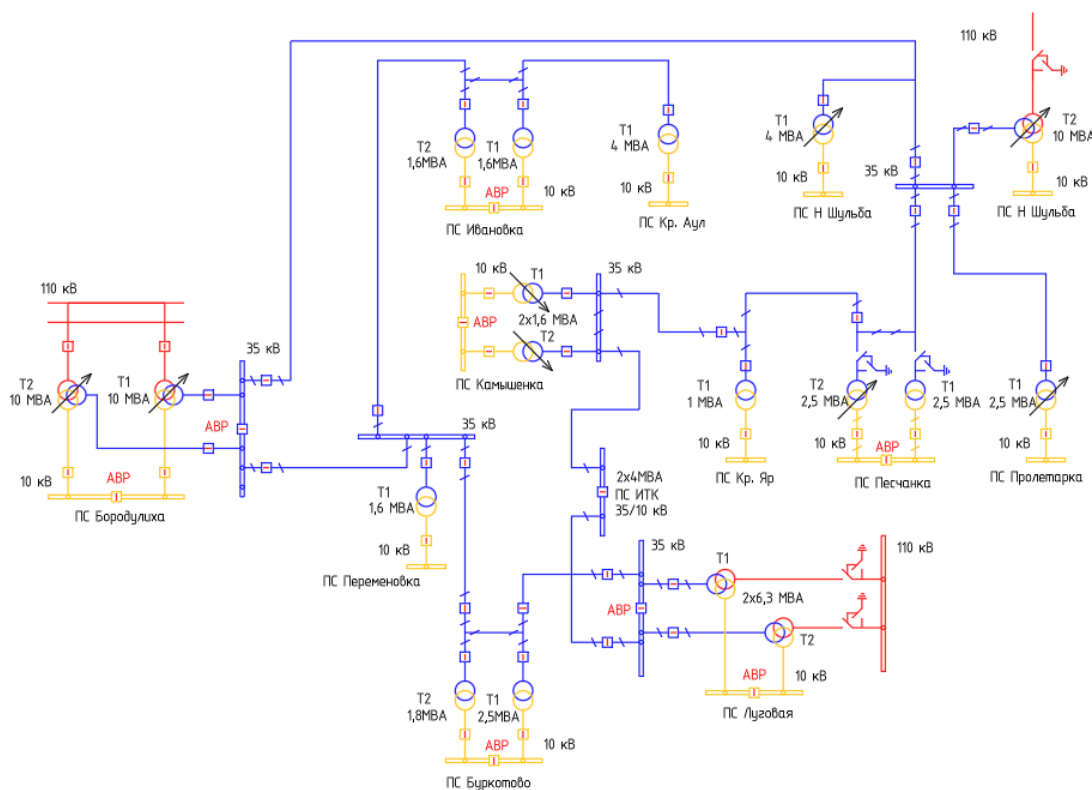 110 кВ
35 кВ
Т1
4 МВА
10 кВ
ПС Н Шульба
Т2
10 МВА
10 кВ
ПС Н Шульба
Т2
1,6МВА
Т1
1,6МВА
АВР
10 кВ
ПС Ивановка
Т1
4 МВА
10 кВ
ПС Кр. Аул
10 кВ
Т1
35 кВ
2х1,6 МВА
АВР
Т2
ПС Камышенка
110 кВ
35 кВ
Т2
10 МВА
Т1
10 МВА
АВР
10 кВ
АВР
ПС Бородулиха
Т1
1 МВА
10 кВ
ПС Кр. Яр
Т2
2,5МВА
Т1
2,5 МВА
10 кВ
АВР
ПС Песчанка
Т1
2,5 МВА
10 кВ
ПС Пролетарка
35 кВ
Т1
1,6 МВА
10 кВ
ПС Переменовка
2х4МВА
ПС ИТК
35/10 кВ
35 кВ
Т1
110 кВ
2х6,3 МВА
АВР
Т2
10 кВ
АВР
ПС Луговая
Т2
1,8МВА
Т1
2,5МВА
АВР
10 кВ
ПС Буркотово